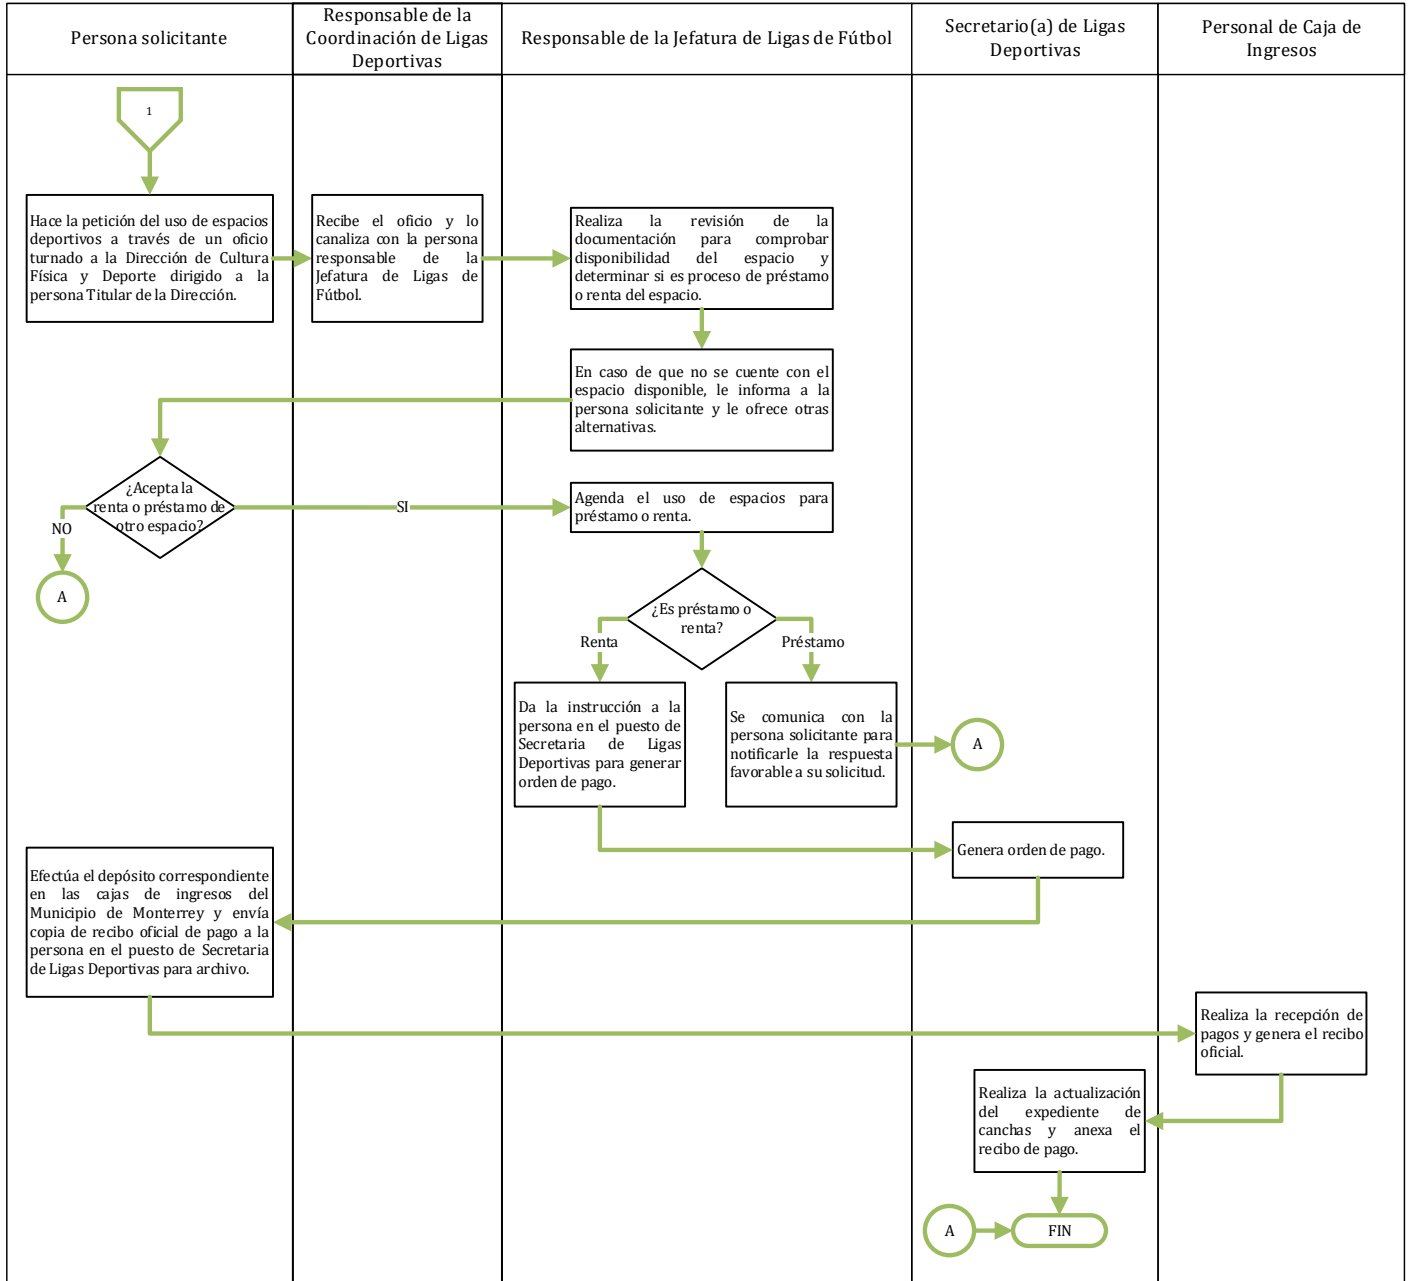 Persona solicitante
Responsable de la
Coordinación de Ligas
Deportivas
Responsable de la Jefatura de Ligas de Fútbol
Secretario(a) de Ligas
Deportivas
Personal de Caja de
Ingresos
1
Hace la petición del uso de espacios
deportivos a través de un oficio
turnado a la Dirección de Cultura
Física y Deporte dirigido a la
persona Titular de la Dirección.
Recibe el oficio y lo
canaliza con la persona
responsable de la
Jefatura de Ligas de
Fútbol.
Realiza la revisión de la
documentación para comprobar
disponibilidad del espacio y
determinar si es proceso de préstamo
o renta del espacio.
En caso de que no se cuente con el
espacio disponible, le informa a la
persona solicitante y le ofrece otras
alternativas.
¿Acepta la
renta o préstamo de
otro espacio?
NO
SI
A
Agenda el uso de espacios para
préstamo o renta.
¿Es préstamo o
renta?
Renta
Préstamo
Da la instrucción a la
persona en el puesto de
Secretaria de Ligas
Deportivas para generar
orden de pago.
Se comunica con la
persona solicitante para
notificarle la respuesta
favorable a su solicitud.
A
Genera orden de pago.
Efectúa el depósito correspondiente
en las cajas de ingresos del
Municipio de Monterrey y envía
copia de recibo oficial de pago a la
persona en el puesto de Secretaria
de Ligas Deportivas para archivo.
Realiza la recepción de
pagos y genera el recibo
oficial.
Realiza la actualización
del expediente de
canchas y anexa el
recibo de pago.
A
FIN